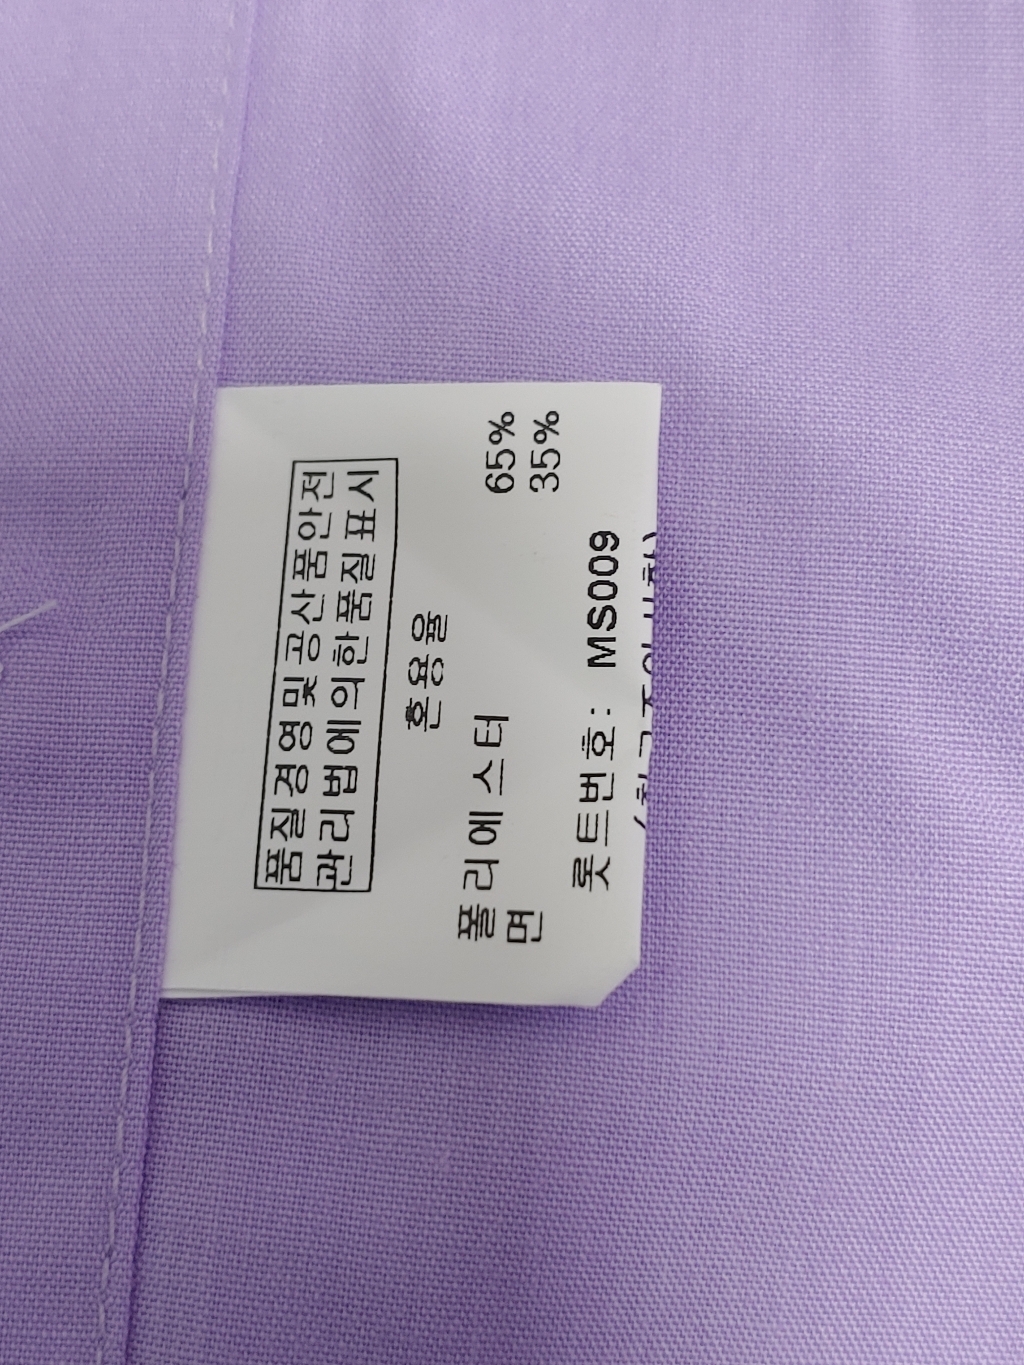 품질경영및공산품안전
관리법에의한품질표시
혼용율
폴리에스터 65%
면 35%
롯트번호: MS009